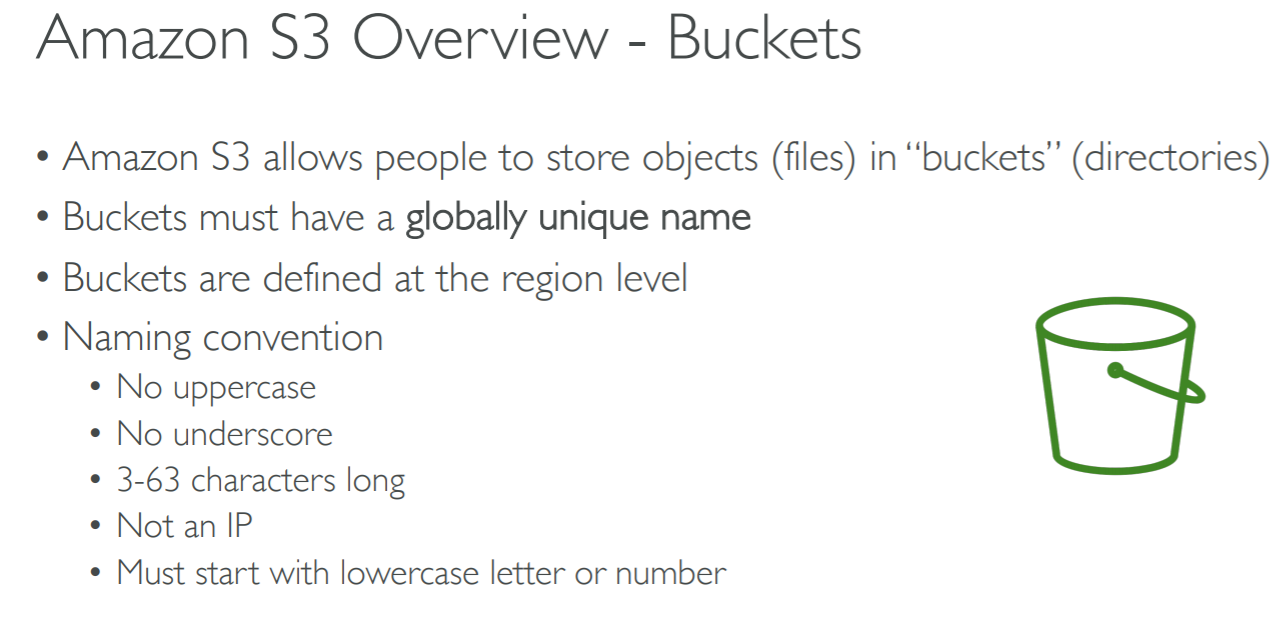 Amazon S3 Overview - Buckets
• Amazon S3 allows people to store objects (files) in “buckets” (directories)
• Buckets must have a globally unique name
• Buckets are defined at the region level
• Naming convention
• No uppercase
• No underscore
• 3-63 characters long
• Not an IP
• Must start with lowercase letter or number